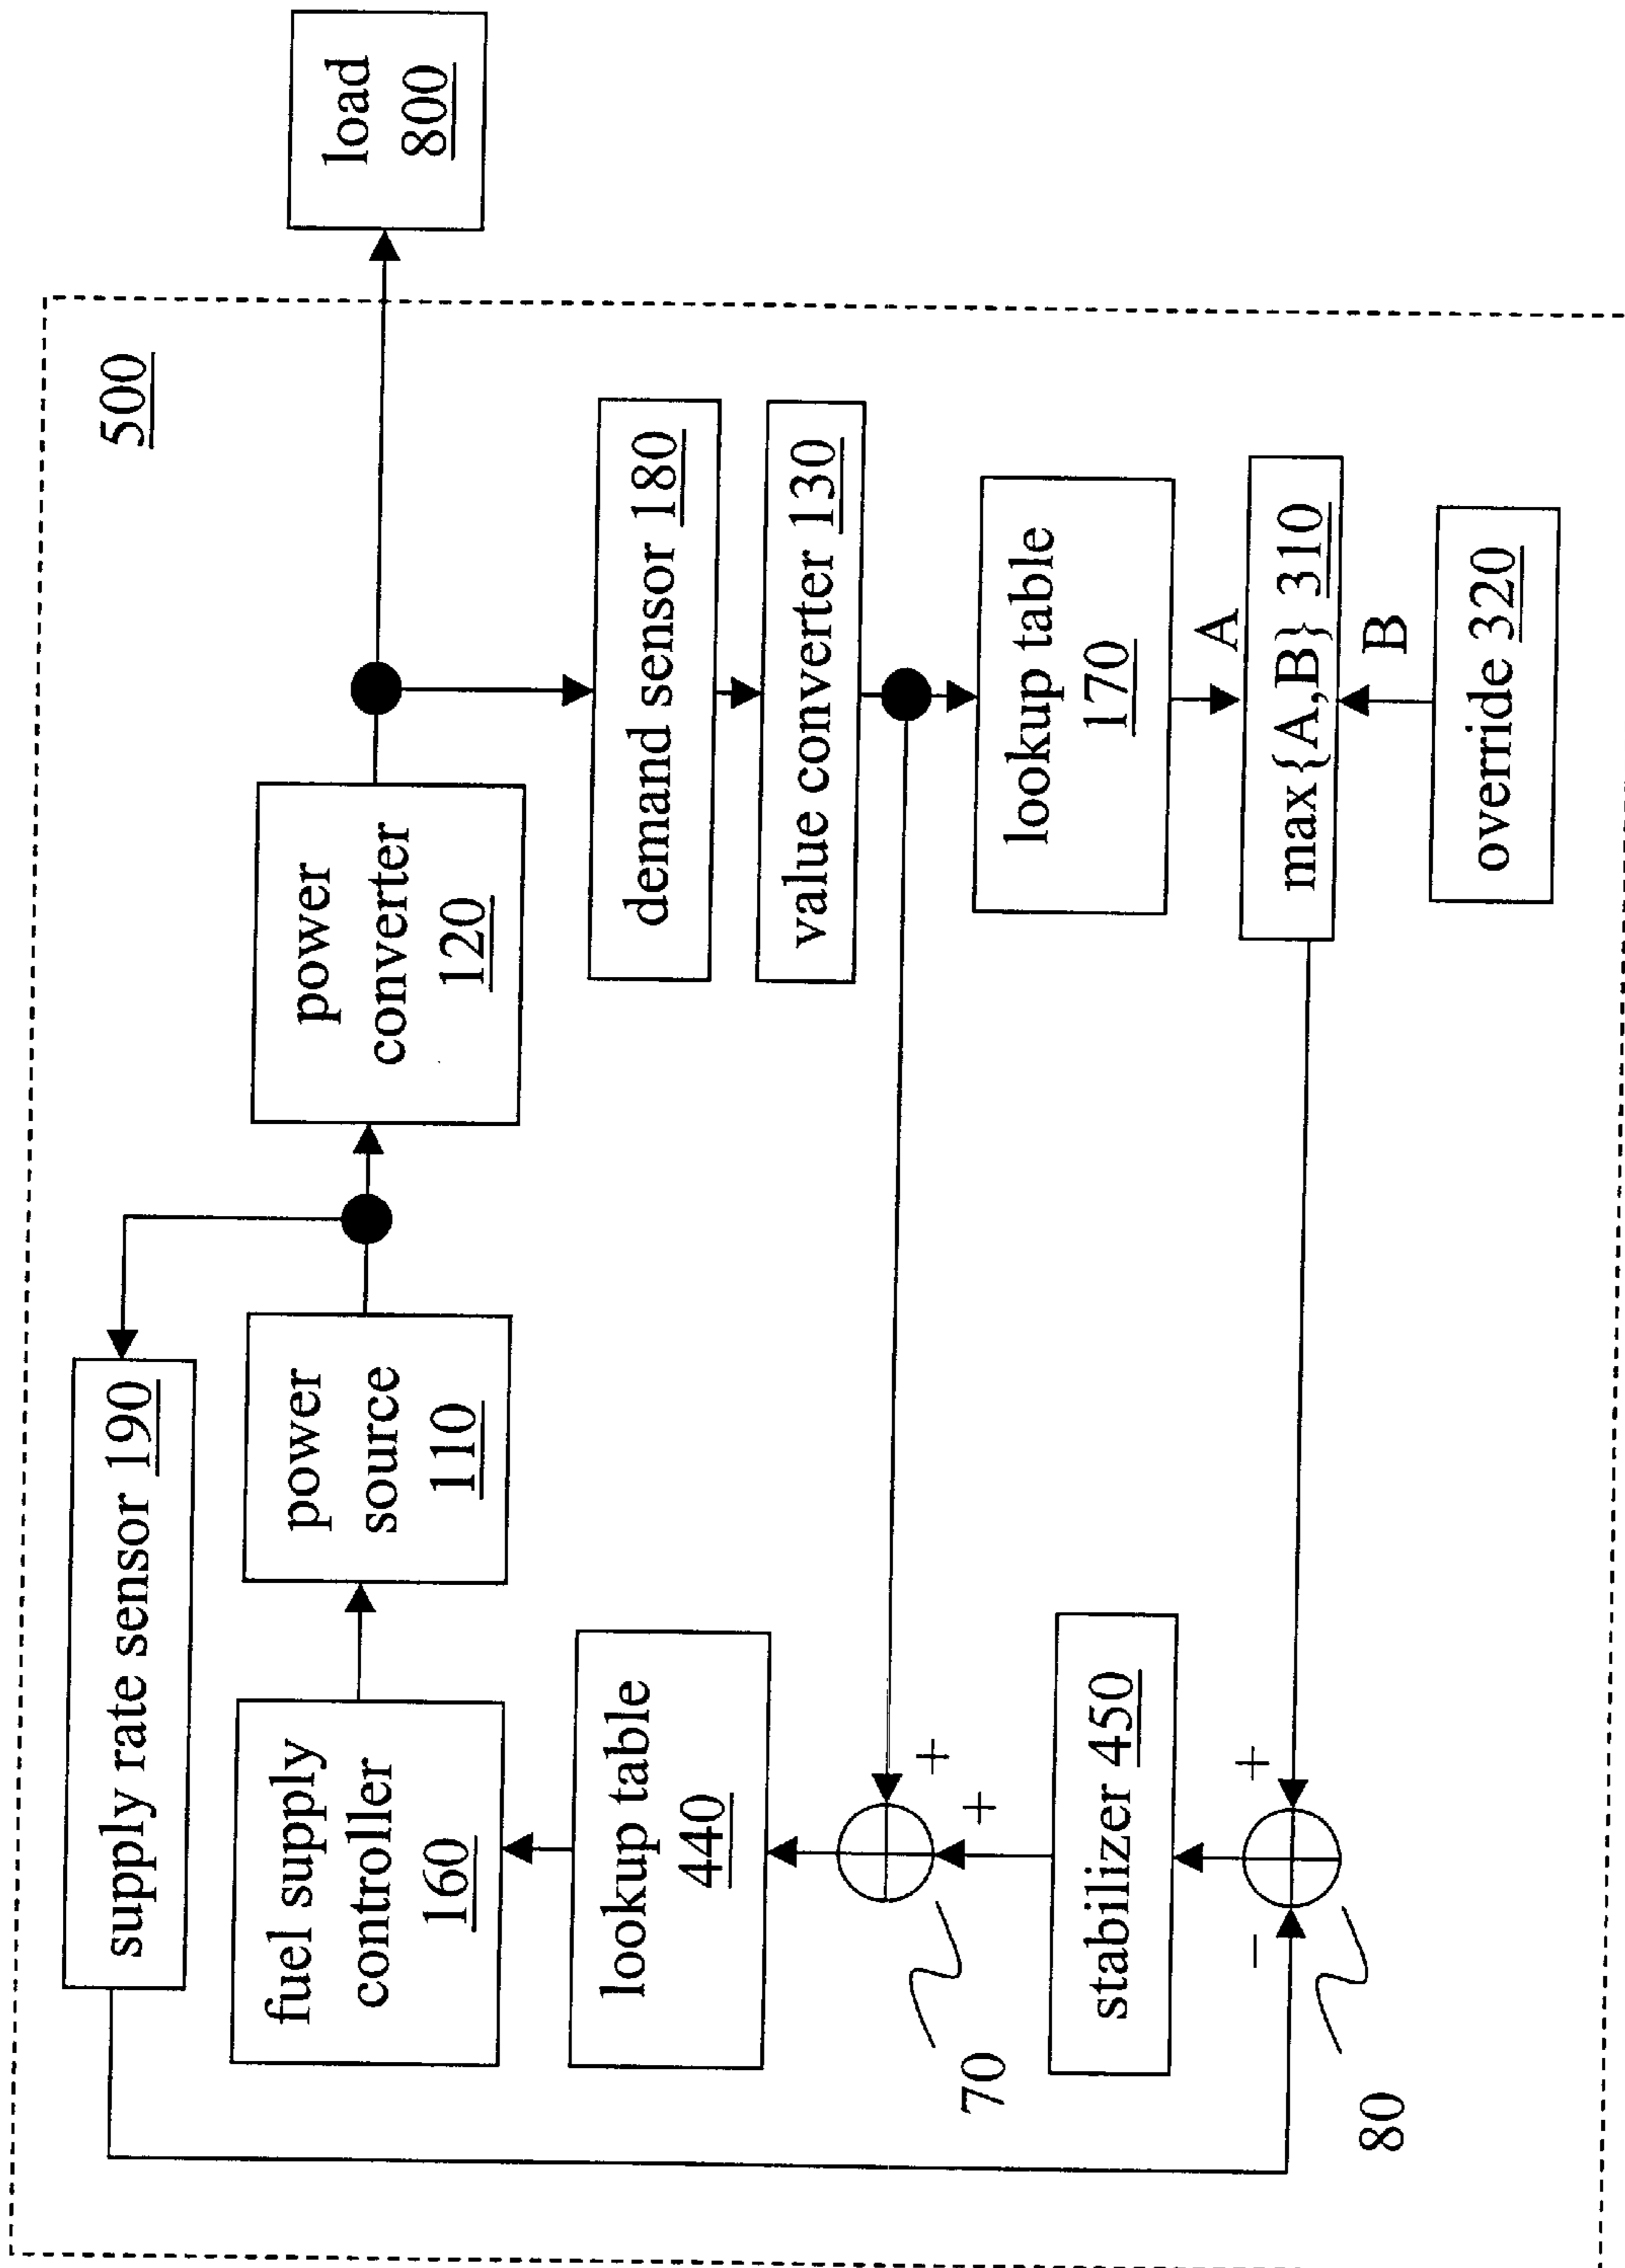 500
supply rate sensor 190
fuel supply
controller
160
power
source
110
power
converter
120
load
800
demand sensor 180
value converter 130
lookup table
440
lookup table
170
+
+
70
A
max{A,B} 310
B
stabilizer 450
+
−
80
override 320